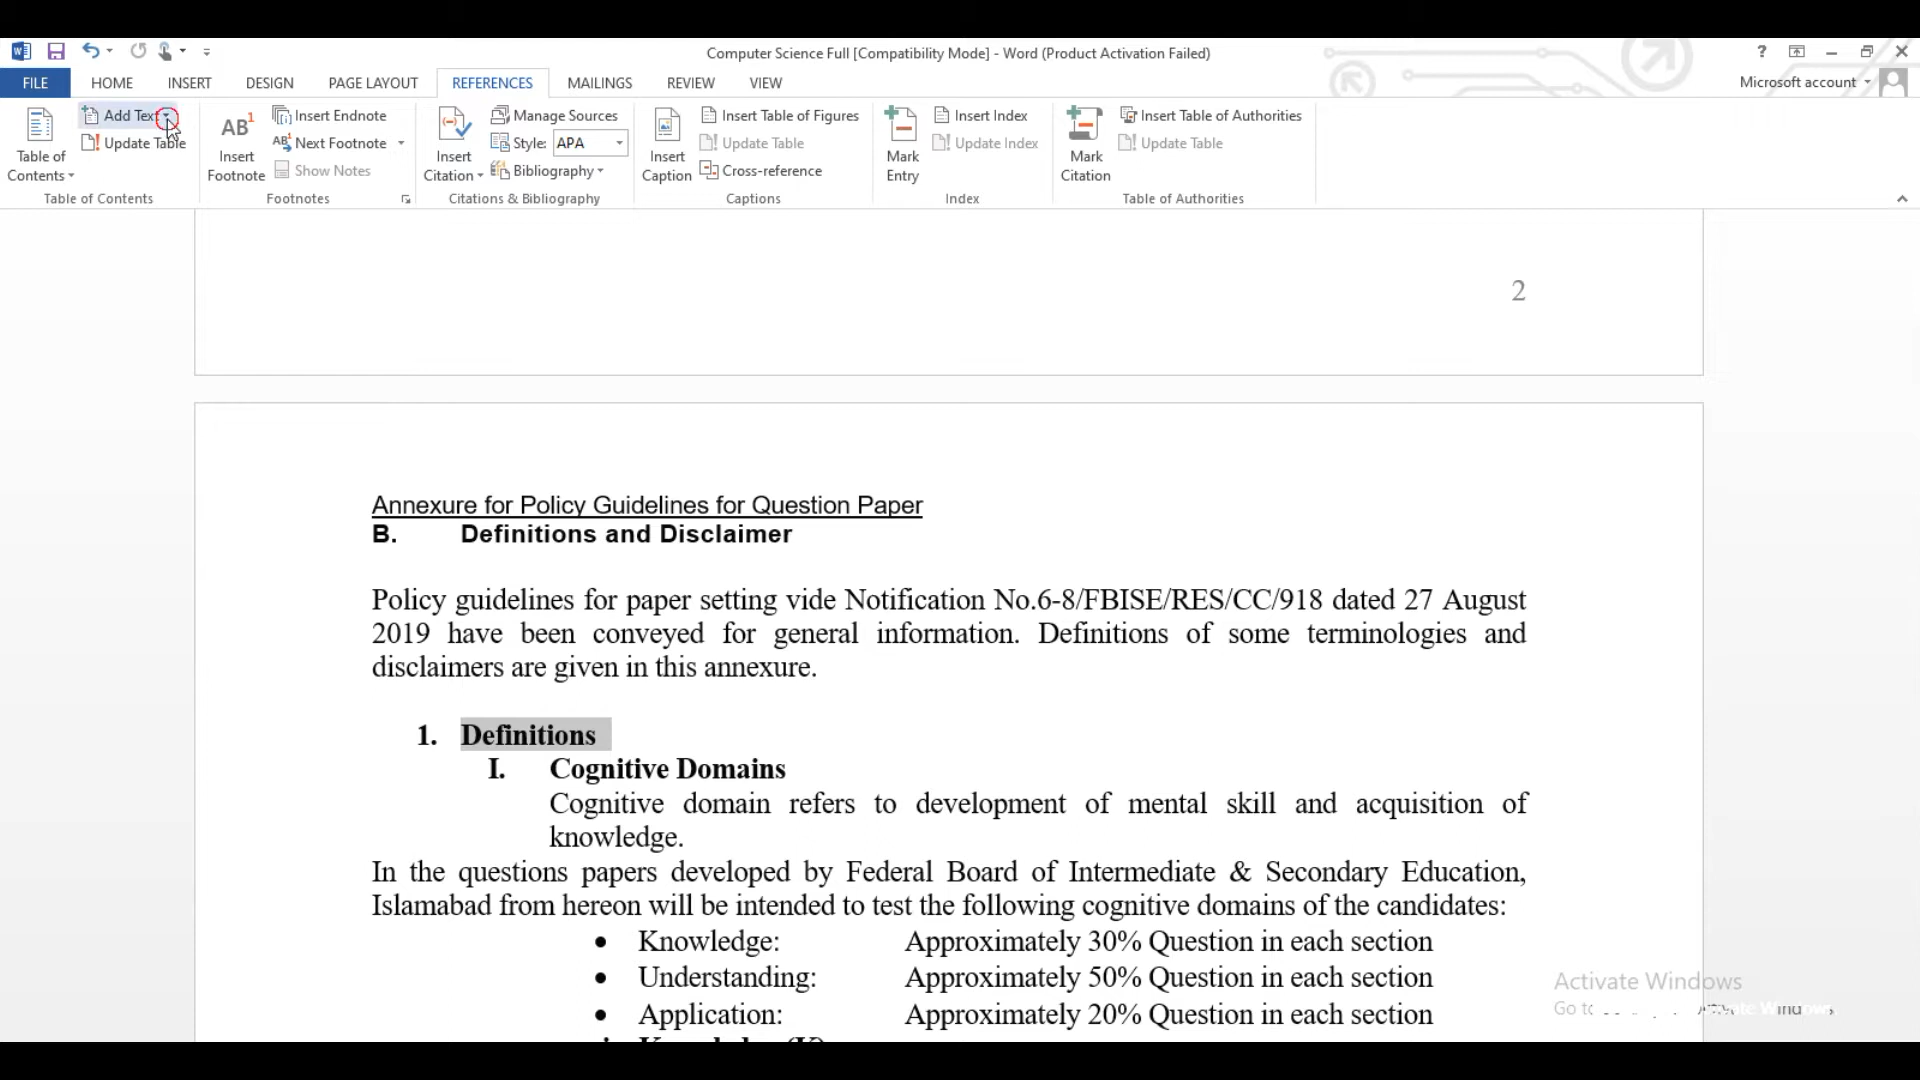 Computer Science Full [Compatibility Mode] - Word (Product Activation Failed)
?
FILE HOME INSERT DESIGN PAGE LAYOUT REFERENCES MAILINGS REVIEW VIEW
Microsoft account
Table of
Contents
Add Text
Update Table
Table of Contents
AB1
Insert
Footnote
Insert Endnote
AB1 Next Footnote
Show Notes
Footnotes
Insert
Citation
Manage Sources
Style: APA
Bibliography
Citations & Bibliography
Insert
Caption
Insert Table of Figures
Update Table
Cross-reference
Captions
Mark
Entry
Insert Index
Update Index
Index
Mark
Citation
Insert Table of Authorities
Update Table
Table of Authorities
2
Annexure for Policy Guidelines for Question Paper
B. Definitions and Disclaimer
Policy guidelines for paper setting vide Notification No.6-8/FBISE/RES/CC/918 dated 27 August
2019 have been conveyed for general information. Definitions of some terminologies and
disclaimers are given in this annexure.
1. Definitions
I. Cognitive Domains
Cognitive domain refers to development of mental skill and acquisition of
knowledge.
In the questions papers developed by Federal Board of Intermediate & Secondary Education,
Islamabad from hereon will be intended to test the following cognitive domains of the candidates:
• Knowledge: Approximately 30% Question in each section
• Understanding: Approximately 50% Question in each section
• Application: Approximately 20% Question in each section
Activate Windows